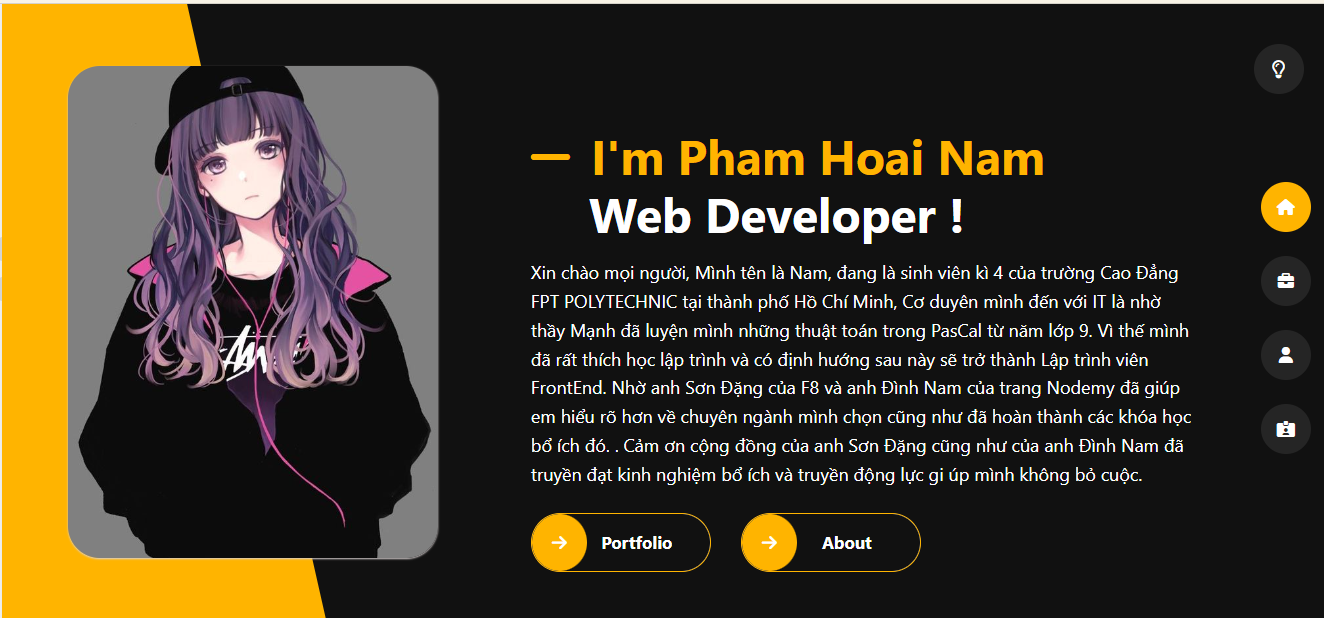 I'm Pham Hoai Nam
Web Developer !
Xin chào mọi người, Mình tên là Nam, đang là sinh viên kì 4 của trường Cao Đẳng
FPT POLYTECHNIC tại thành phố Hồ Chí Minh, Cơ duyên mình đến với IT là nhờ
thầy Mạnh đã luyện mình những thuật toán trong PasCal từ năm lớp 9. Vì thế mình
đã rất thích học lập trình và có định hướng sau này sẽ trở thành Lập trình viên
FrontEnd. Nhờ anh Sơn Đặng của F8 và anh Đình Nam của trang Nodemy đã giúp
em hiểu rõ hơn về chuyên ngành mình chọn cũng như đã hoàn thành các khóa học
bổ ích đó. . Cảm ơn cộng đồng của anh Sơn Đặng cũng như của anh Đình Nam đã
truyền đạt kinh nghiệm bổ ích và truyền động lực gi úp mình không bỏ cuộc.
Portfolio
About